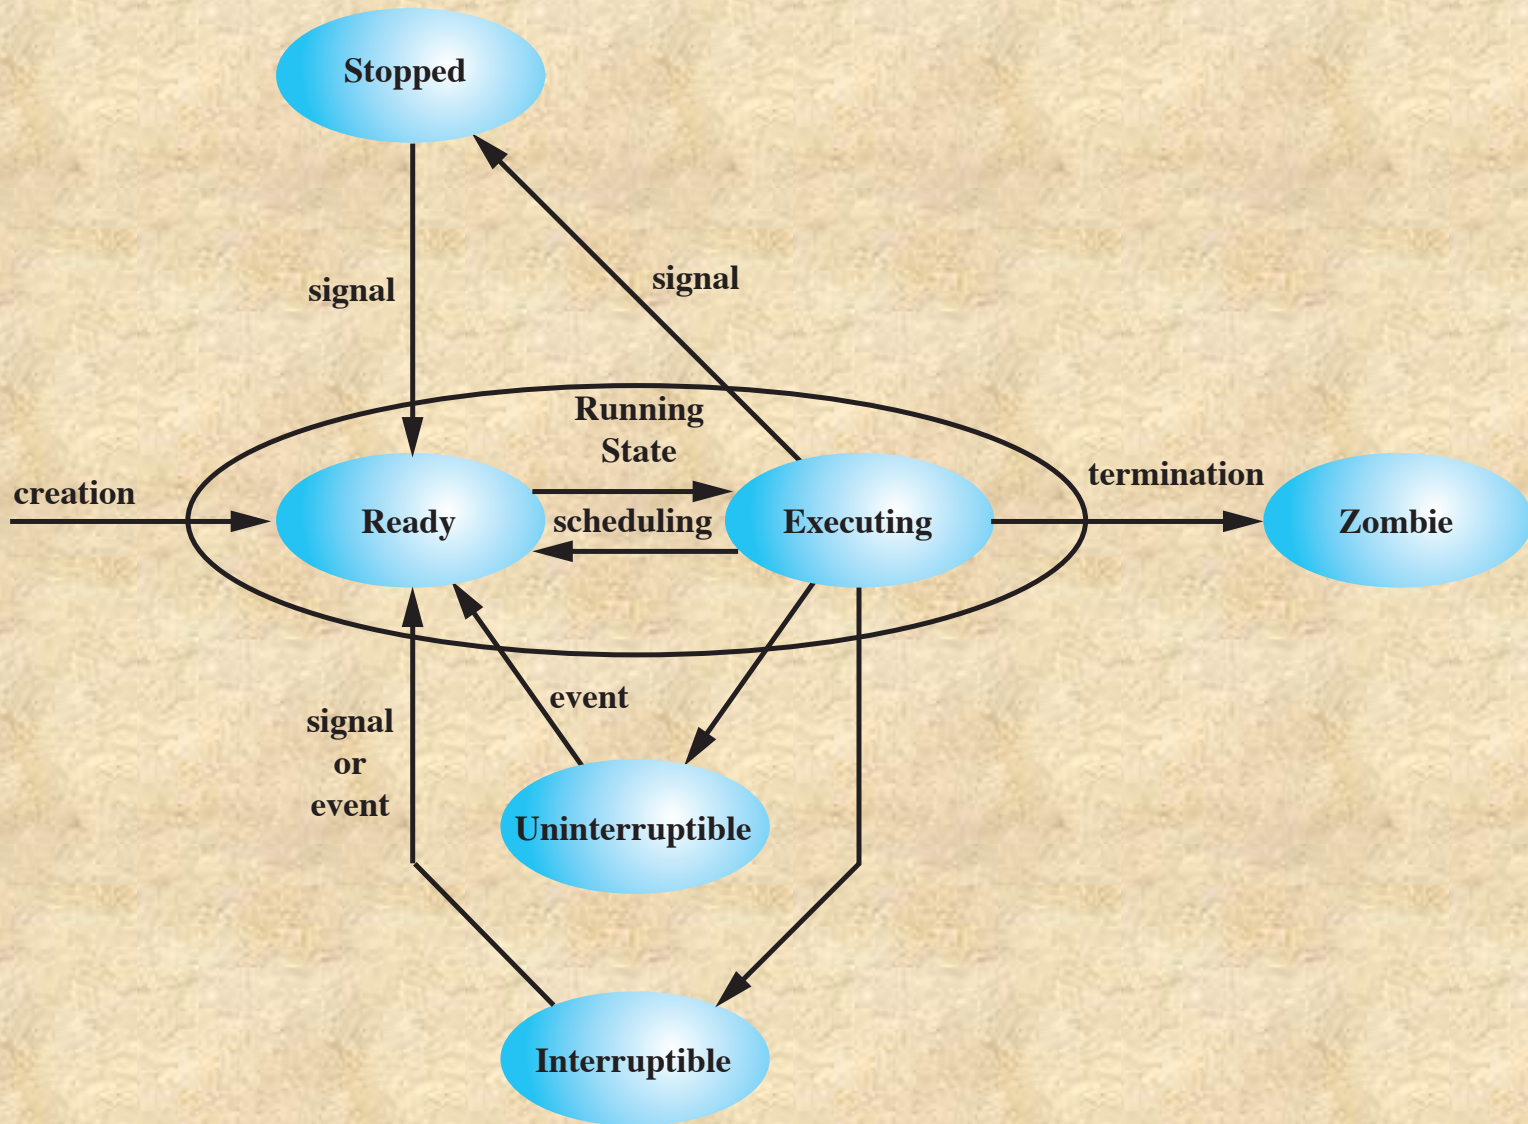 Stopped
signal
signal
Running
State
creation
Ready
scheduling
Executing
termination
Zombie
event
signal
or
event
Uninterruptible
Interruptible